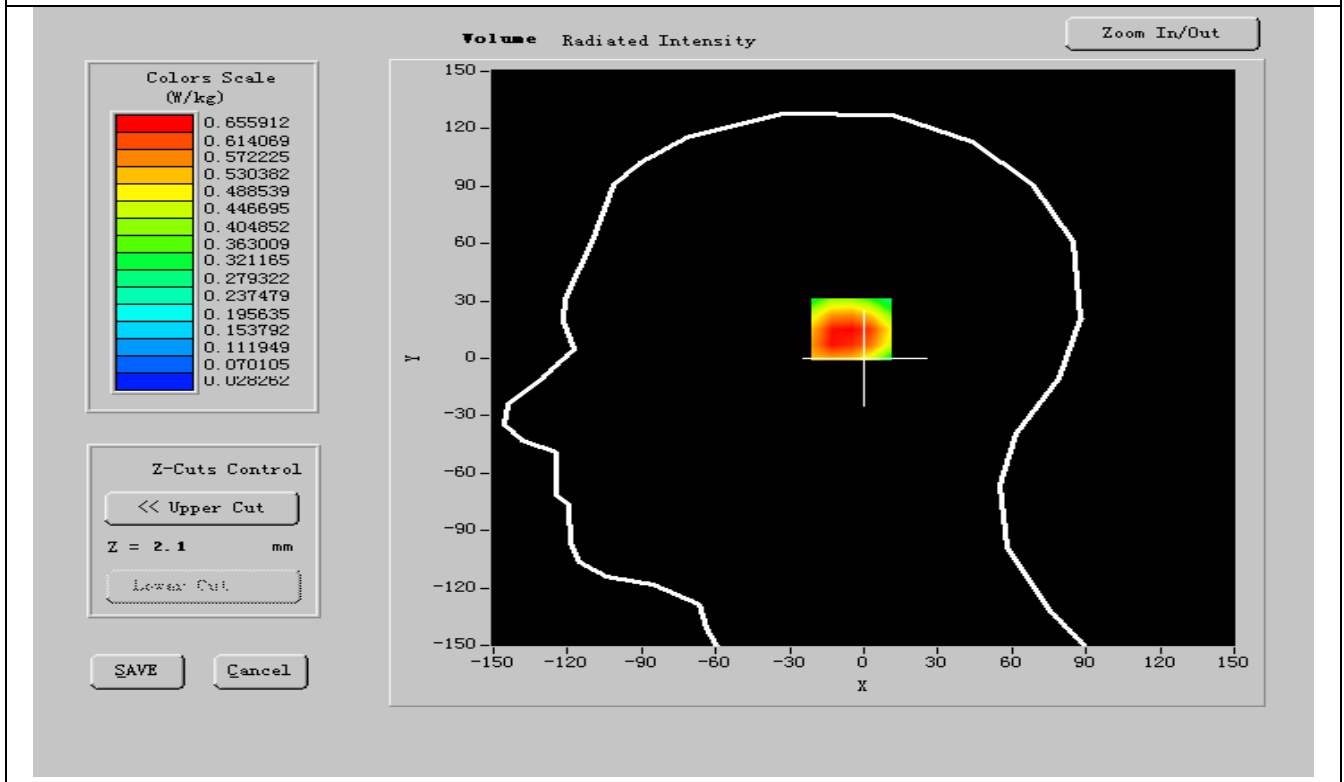 Volume Radiated Intensity
Zoom In/Out
Colors Scale
(W/kg)
0.655912
0.614069
0.572225
0.530382
0.488539
0.446695
0.404852
0.363009
0.321165
0.279322
0.237479
0.195635
0.153792
0.111949
0.070105
0.028262
Z-Cuts Control
<< Upper Cut
Z = 2.1 mm
Lower Cut
SAVE
Cancel
150
120
90
60
30
0
-30
-60
-90
-120
-150
Y
-150 -120 -90 -60 -30 0 30 60 90 120 150
X